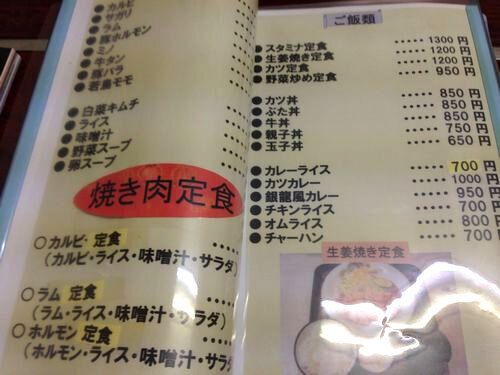 カルビ
サガリ
ラム
豚ホルモン
ミノ
牛タン
豚バラ
若鳥モモ
白菜キムチ
ライス
味噌汁
野菜スープ
卵スープ
焼き肉定食
カルビ 定食
(カルビ・ライス・味噌汁・サラダ)
ラム 定食
(ラム・ライス・味噌汁・サラダ)
ホルモン 定食
(ホルモン・ライス・味噌汁・サラダ
ご飯類
スタミナ定食 ・・・・・ 1300 円
生姜焼き定食 ・・・・・ 1200 円
カツ定食 ・・・・・ 1200 円
野菜炒め定食 ・・・・・ 950 円
カツ丼 ・・・・・ 850 円
ぶた丼 ・・・・・ 850 円
牛丼 ・・・・・ 850 円
親子丼 ・・・・・ 750 円
玉子丼 ・・・・・ 650 円
カレーライス ・・・・・ 700 円
カツカレー ・・・・・ 1000 円
銀龍風カレー ・・・・・ 950 円
チキンライス ・・・・・ 700 円
オムライス ・・・・・ 800 円
チャーハン ・・・・・ 700 円
生姜焼き定食